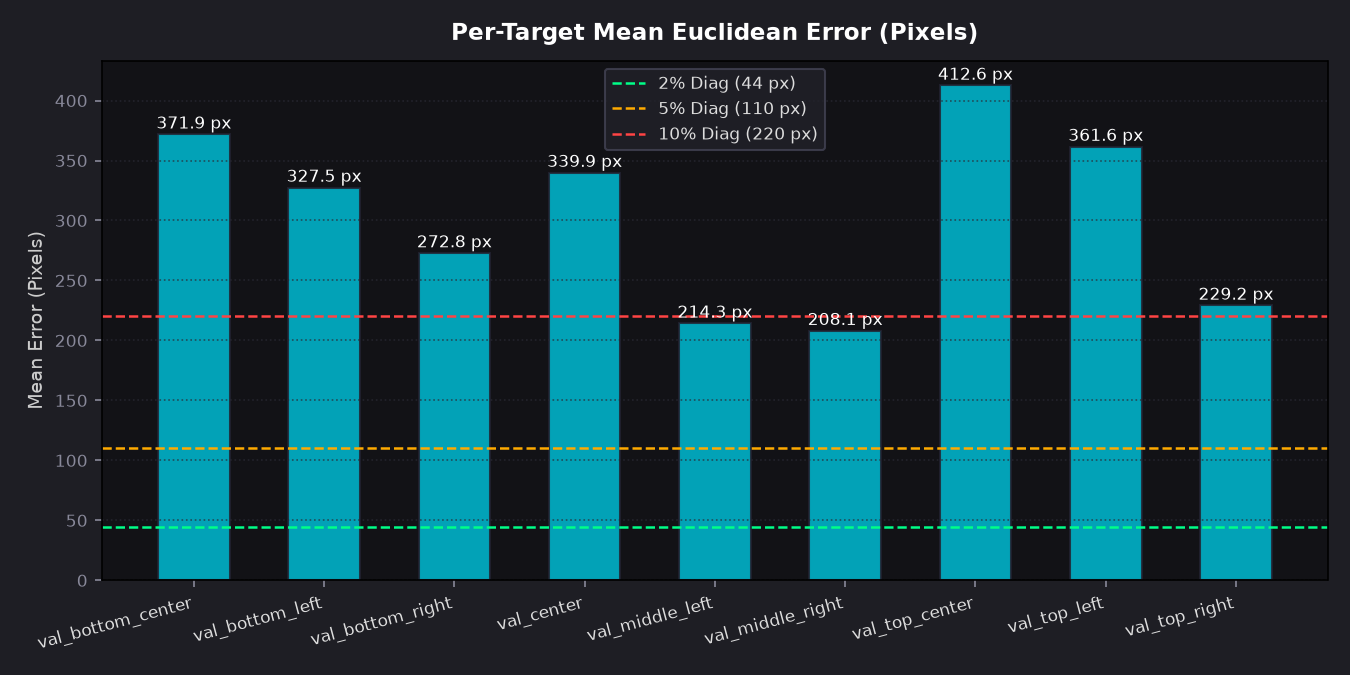 Per-Target Mean Euclidean Error (Pixels)
2% Diag (44 px)
5% Diag (110 px)
10% Diag (220 px)
Mean Error (Pixels)
400
350
300
250
200
150
100
50
0
371.9 px
327.5 px
272.8 px
339.9 px
214.3 px
208.1 px
412.6 px
361.6 px
229.2 px
val_bottom_center
val_bottom_left
val_bottom_right
val_center
val_middle_left
val_middle_right
val_top_center
val_top_left
val_top_right